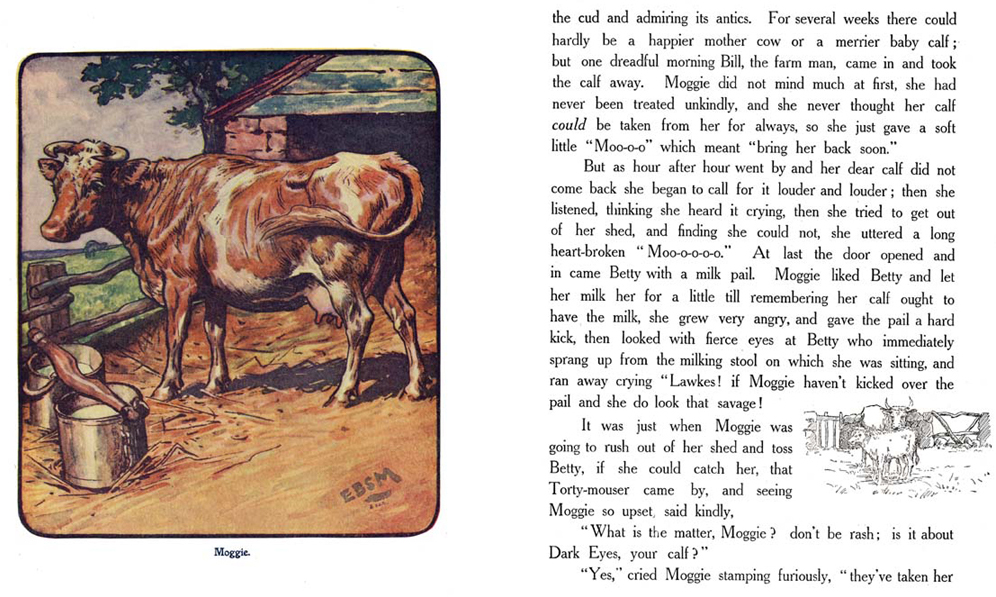 EBSM
Moggie.
the cud and admiring its antics. For several weeks there could
hardly be a happier mother cow or a merrier baby calf;
but one dreadful morning Bill, the farm man, came in and took
the calf away. Moggie did not mind much at first, she had
never been treated unkindly, and she never thought her calf
could be taken from her for always, so she just gave a soft
little "Moo-o-o" which meant "bring her back soon."
But as hour after hour went by and her dear calf did not
come back she began to call for it louder and louder; then she
listened, thinking she heard it crying, then she tried to get out
of her shed, and finding she could not, she uttered a long
heart-broken "Moo-o-o-o-o." At last the door opened and
in came Betty with a milk pail. Moggie liked Betty and let
her milk her for a little till remembering her calf ought to
have the milk, she grew very angry, and gave the pail a hard
kick, then looked with fierce eyes at Betty who immediately
sprang up from the milking stool on which she was sitting, and
ran away crying "Lawkes! if Moggie haven't kicked over the
pail and she do look that savage!
It was just when Moggie was
going to rush out of her shed and toss
Betty, if she could catch her, that
Torty-mouser came by, and seeing
Moggie so upset, said kindly,
"What is the matter, Moggie? don't be rash; is it about
Dark Eyes, your calf?"
"Yes," cried Moggie stamping furiously, "they've taken her